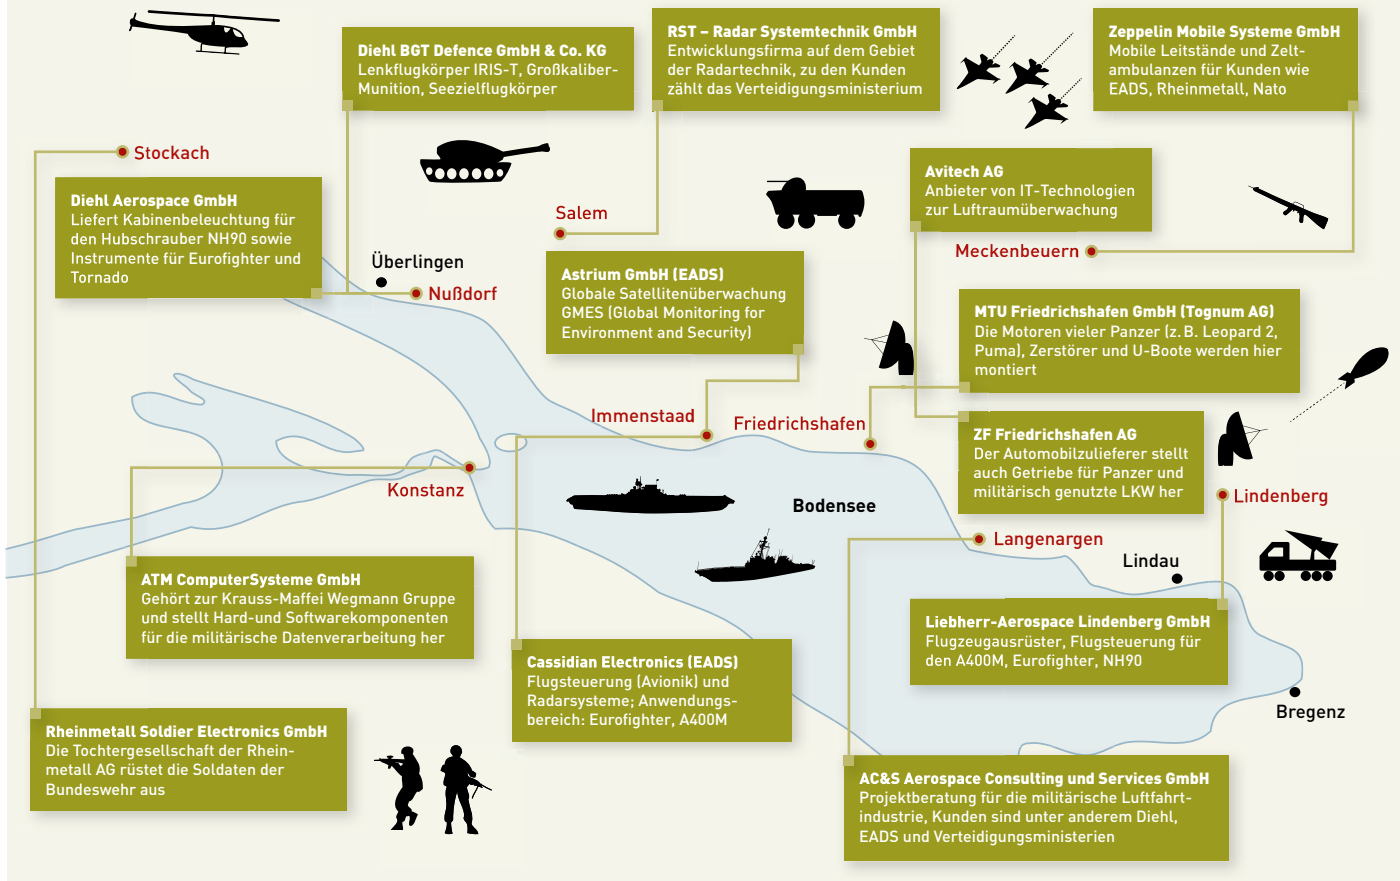 Diehl BGT Defence GmbH & Co. KG
Lenkflugkörper IRIS-T, Großkaliber-
Munition, Seezielflugkörper
RST – Radar Systemtechnik GmbH
Entwicklungsfirma auf dem Gebiet
der Radartechnik, zu den Kunden
zählt das Verteidigungsministerium
Zeppelin Mobile Systeme GmbH
Mobile Leitstände und Zelt-
ambulanzen für Kunden wie
EADS, Rheinmetall, Nato
Stockach
Diehl Aerospace GmbH
Liefert Kabinenbeleuchtung für
den Hubschrauber NH90 sowie
Instrumente für Eurofighter und
Tornado
Avitech AG
Anbieter von IT-Technologien
zur Luftraumüberwachung
Salem
Meckenbeuern
Überlingen
Nußdorf
Astrium GmbH (EADS)
Globale Satellitenüberwachung
GMES (Global Monitoring for
Environment and Security)
MTU Friedrichshafen GmbH (Tognum AG)
Die Motoren vieler Panzer (z. B. Leopard 2,
Puma), Zerstörer und U-Boote werden hier
montiert
Immenstaad
Friedrichshafen
ZF Friedrichshafen AG
Der Automobilzulieferer stellt
auch Getriebe für Panzer und
militärisch genutzte LKW her
Konstanz
Bodensee
Lindenberg
Langenargen
Lindau
ATM ComputerSysteme GmbH
Gehört zur Krauss-Maffei Wegmann Gruppe
und stellt Hard-und Softwarekomponenten
für die militärische Datenverarbeitung her
Liebherr-Aerospace Lindenberg GmbH
Flugzeugausrüster, Flugsteuerung für
den A400M, Eurofighter, NH90
Cassidian Electronics (EADS)
Flugsteuerung (Avionik) und
Radarsysteme; Anwendungs-
bereich: Eurofighter, A400M
Bregenz
Rheinmetall Soldier Electronics GmbH
Die Tochtergesellschaft der Rhein-
metall AG rüstet die Soldaten der
Bundeswehr aus
AC&S Aerospace Consulting und Services GmbH
Projektberatung für die militärische Luftfahrt-
industrie, Kunden sind unter anderem Diehl,
EADS und Verteidigungsministerien